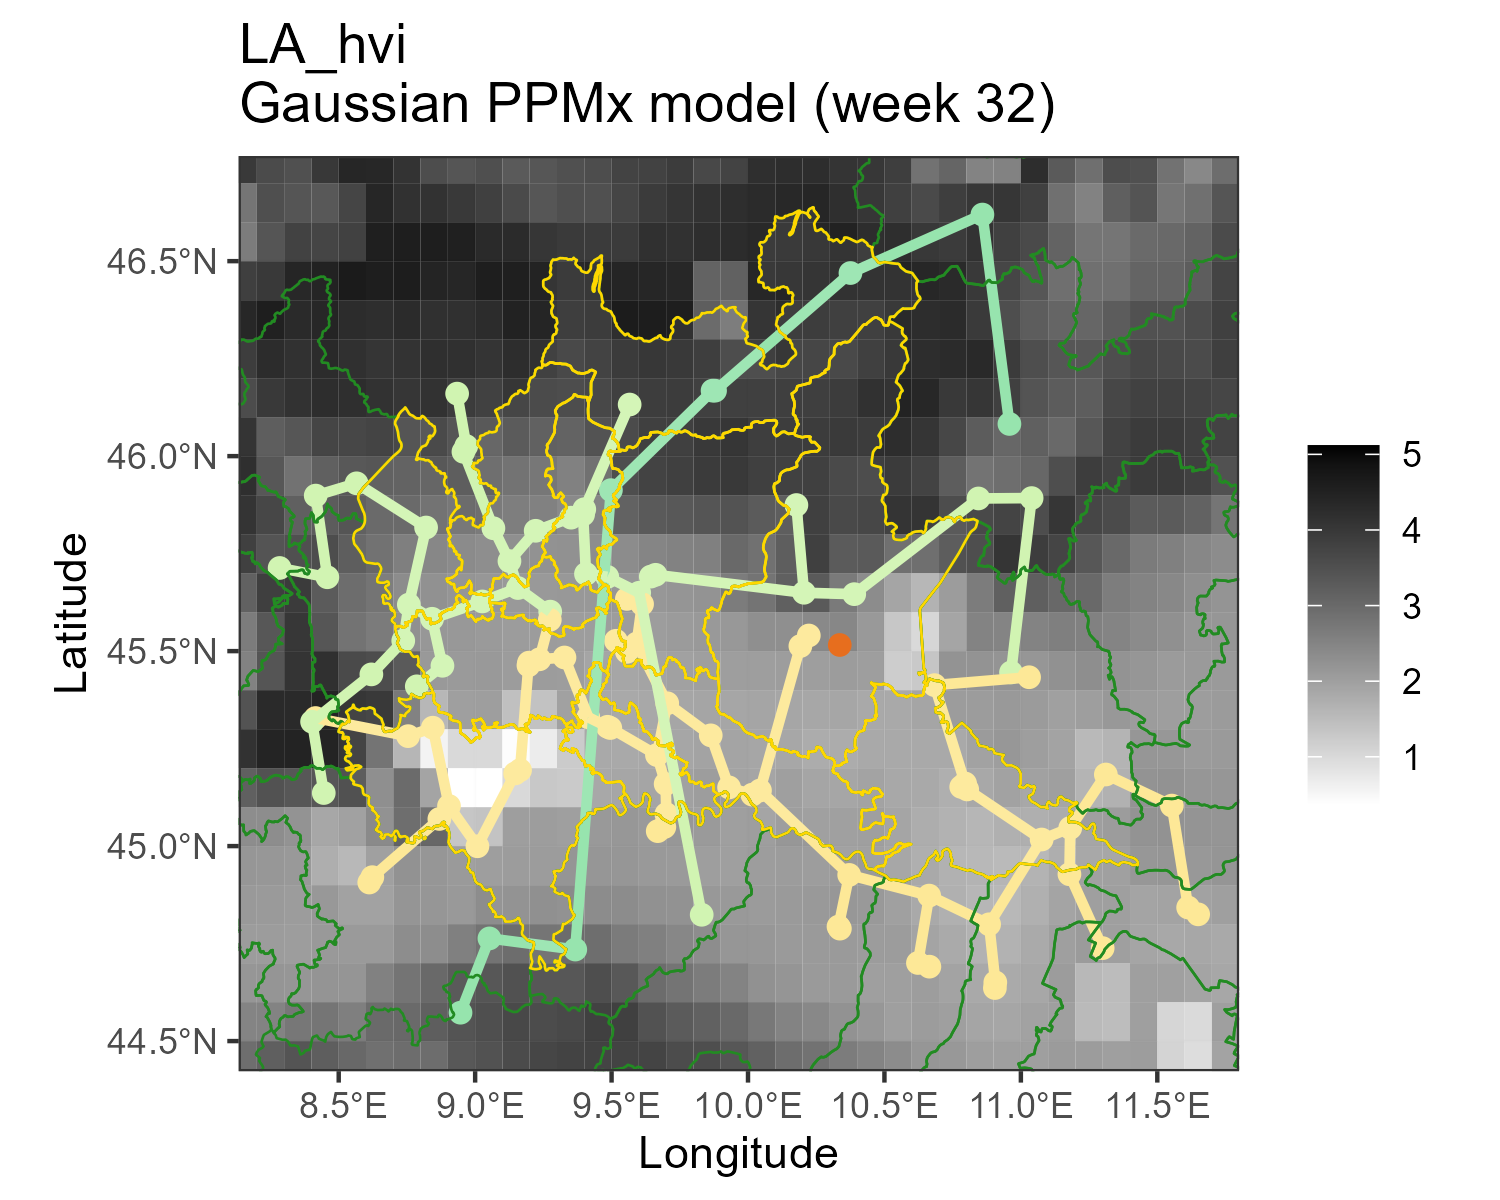 LA_hvi
Gaussian PPMx model (week 32)
Latitude
46.5°N
46.0°N
45.5°N
45.0°N
44.5°N
8.5°E 9.0°E 9.5°E 10.0°E 10.5°E 11.0°E 11.5°E
Longitude
5
4
3
2
1